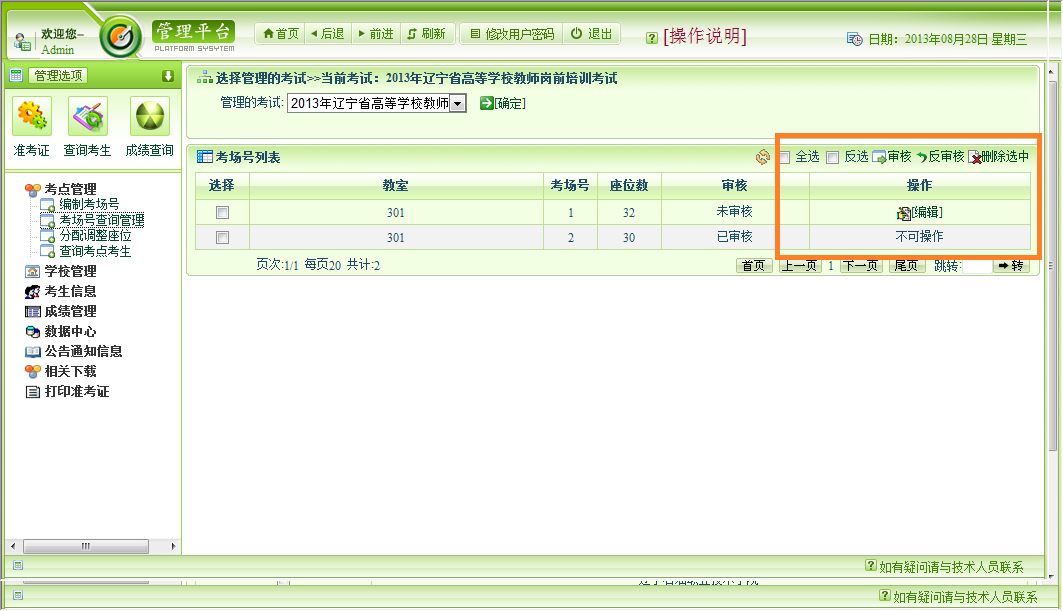 欢迎您–
Admin
管理平台
PLATFORM SYSYTEM
首页 后退 前进 刷新 修改用户密码 退出
[操作说明]
日期: 2013年08月28日 星期三
管理选项
准考证 查询考生 成绩查询
考点管理
编制考场号
考场号查询管理
分配调整座位
查询考点考生
学校管理
考生信息
成绩管理
数据中心
公告通知信息
相关下载
打印准考证
选择管理的考试>>当前考试：2013年辽宁省高等学校教师岗前培训考试
管理的考试: 2013年辽宁省高等学校教师 [确定]
考场号列表
全选 反选 审核 反审核 删除选中
选择 教室 考场号 座位数 审核 操作
301 1 32 未审核 [编辑]
301 2 30 已审核 不可操作
页次:1/1 每页20 共计:2
首页 上一页 1 下一页 尾页 跳转: 转
如有疑问请与技术人员联系
如有疑问请与技术人员联系